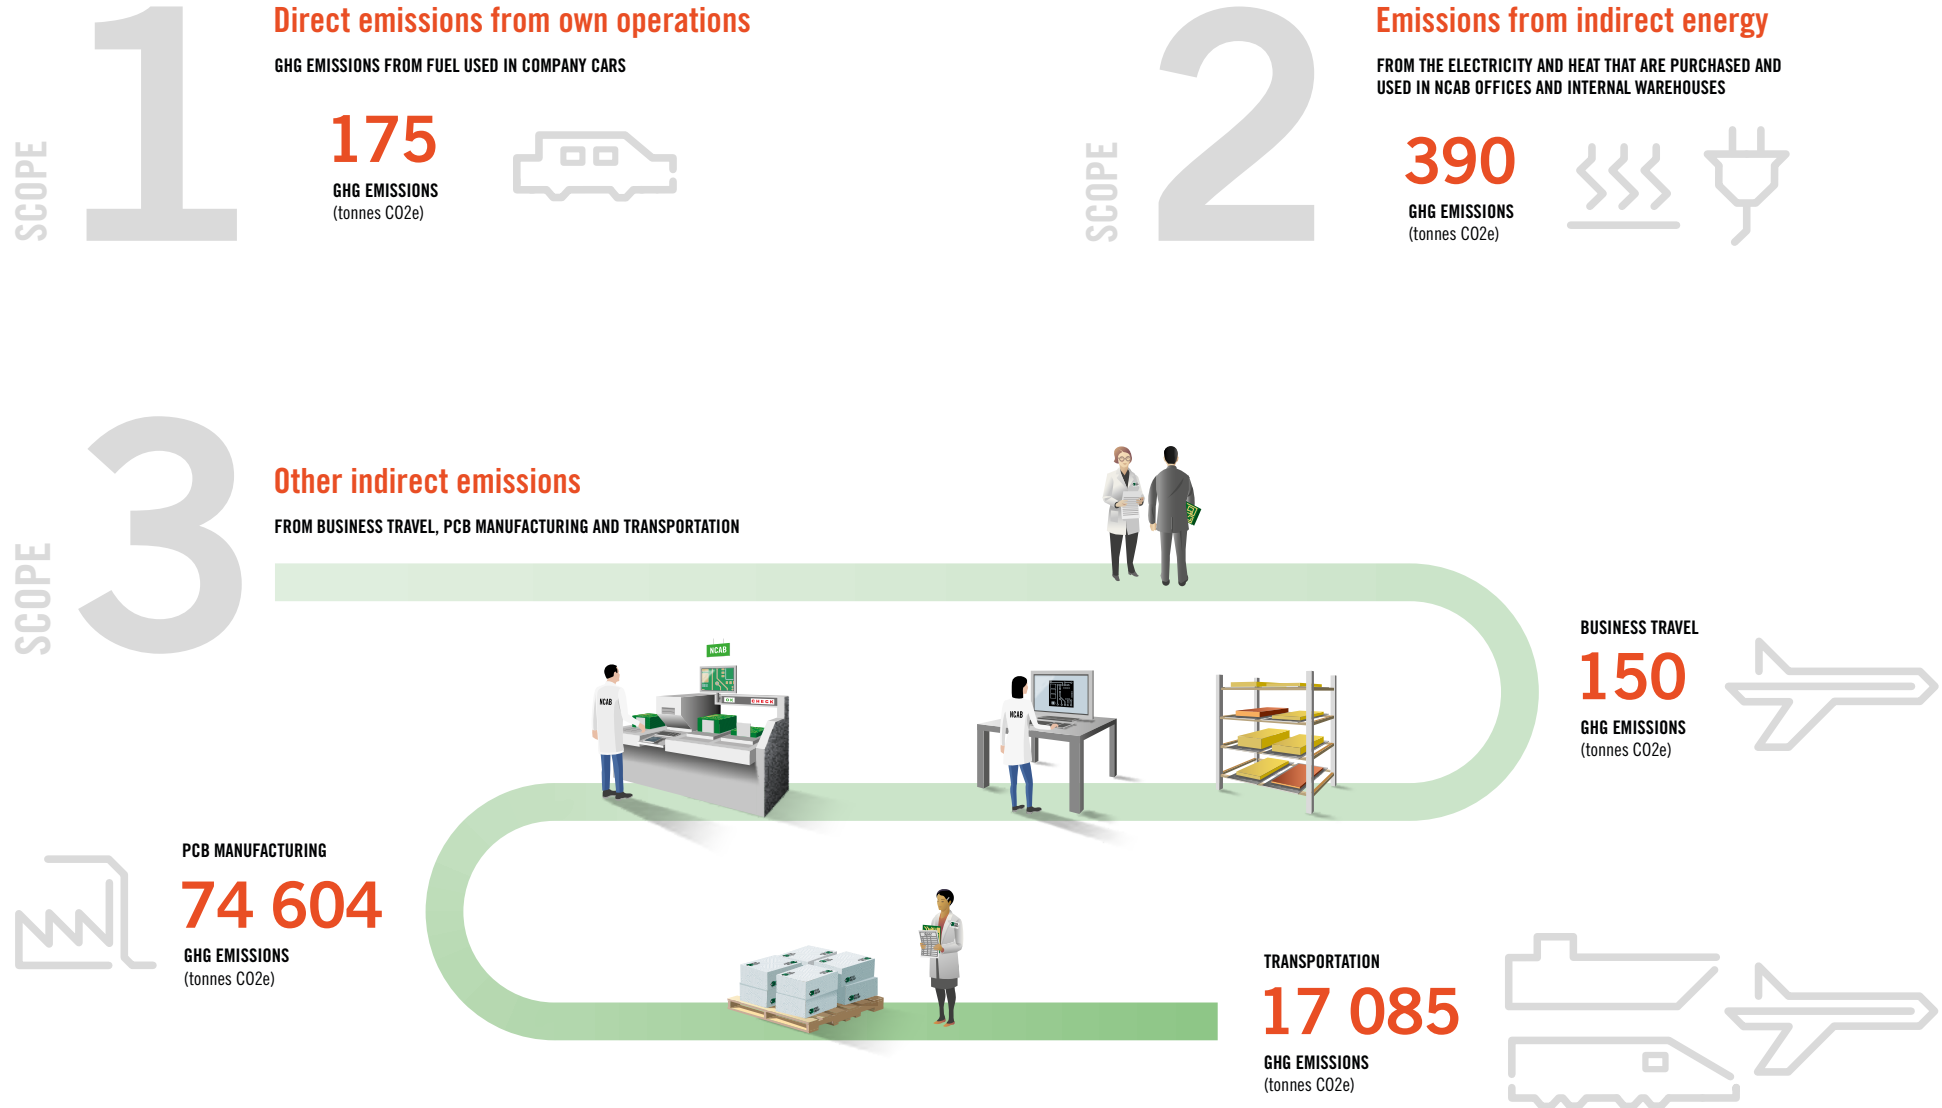 SCOPE
1
Direct emissions from own operations
GHG EMISSIONS FROM FUEL USED IN COMPANY CARS
175
GHG EMISSIONS
(tonnes CO2e)
SCOPE
2
Emissions from indirect energy
FROM THE ELECTRICITY AND HEAT THAT ARE PURCHASED AND
USED IN NCAB OFFICES AND INTERNAL WAREHOUSES
390
GHG EMISSIONS
(tonnes CO2e)
SCOPE
3
Other indirect emissions
FROM BUSINESS TRAVEL, PCB MANUFACTURING AND TRANSPORTATION
BUSINESS TRAVEL
150
GHG EMISSIONS
(tonnes CO2e)
NCAB
NCAB
CHECK
NCAB
PCB MANUFACTURING
74 604
GHG EMISSIONS
(tonnes CO2e)
TRANSPORTATION
17 085
GHG EMISSIONS
(tonnes CO2e)